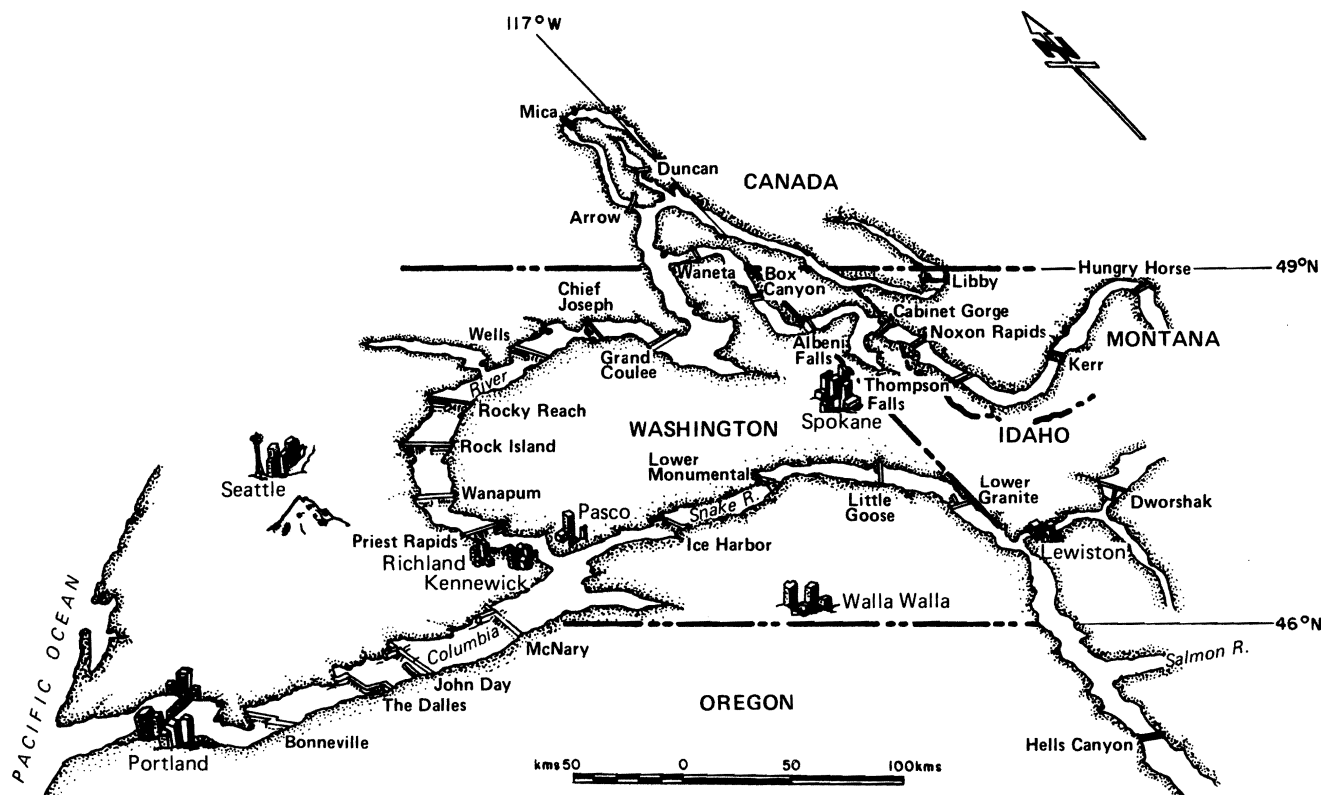 117°W
N
Mica
Duncan
CANADA
Arrow
Waneta
Box
Canyon
Libby
Hungry Horse
49°N
Chief
Joseph
Cabinet Gorge
Noxon Rapids
MONTANA
Wells
Grand
Coulee
Albeni
Falls
Kerr
River
Thompson
Falls
Rocky Reach
Spokane
IDAHO
WASHINGTON
Rock Island
Lower
Monumental
Seattle
Wanapum
Little
Goose
Lower
Granite
Dworshak
Pasco
Snake R.
Priest Rapids
Richland
Kennewick
Ice Harbor
Lewiston
Walla Walla
46°N
PACIFIC OCEAN
Columbia
McNary
Salmon R.
John Day
The Dalles
OREGON
Bonneville
Hells Canyon
Portland
kms 50 0 50 100 kms